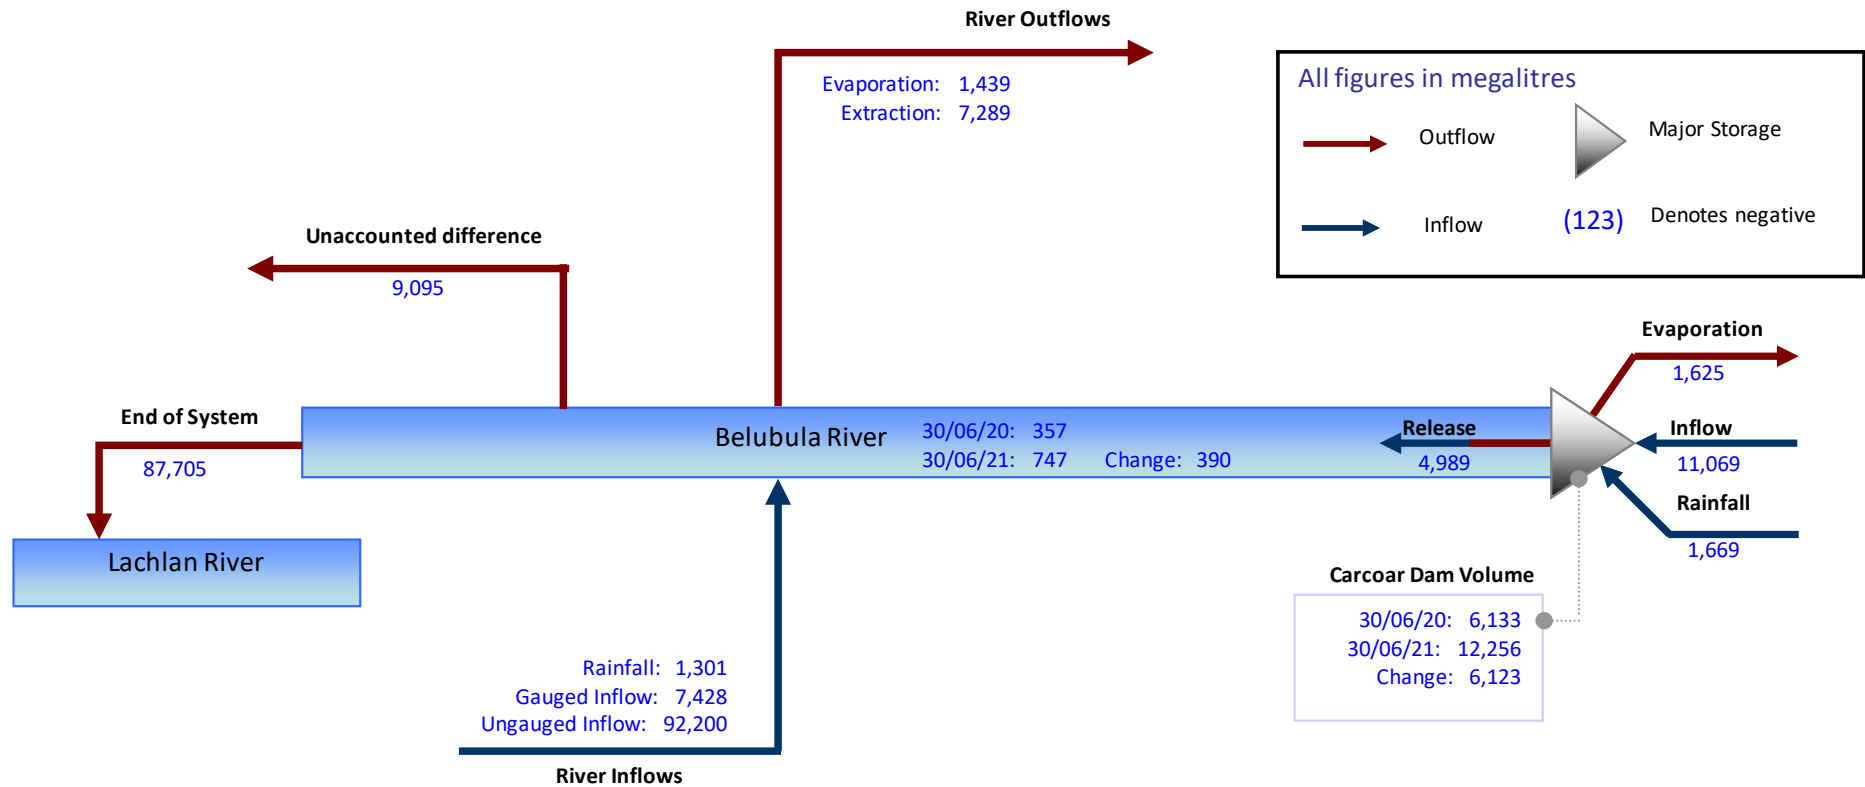 River Outflows
Evaporation: 1,439
Extraction: 7,289
All figures in megalitres
Outflow
Major Storage
Inflow
(123)
Denotes negative
Unaccounted difference
9,095
Evaporation
1,625
End of System
87,705
Belubula River
30/06/20: 357
30/06/21: 747 Change: 390
Release
4,989
Inflow
11,069
Rainfall
1,669
Lachlan River
Carcoar Dam Volume
30/06/20: 6,133
30/06/21: 12,256
Change: 6,123
Rainfall: 1,301
Gauged Inflow: 7,428
Ungauged Inflow: 92,200
River Inflows